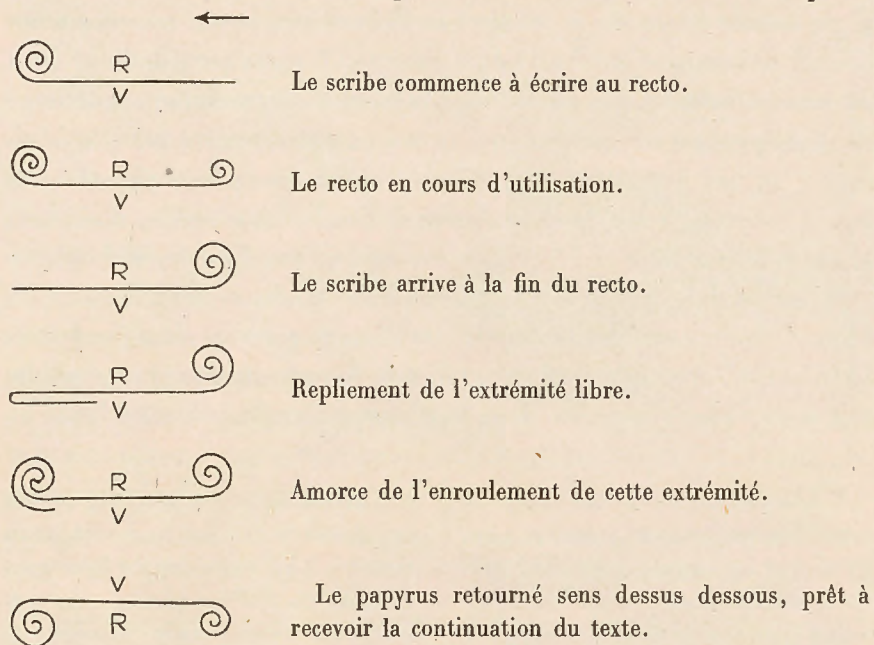 R
V
Le scribe commence à écrire au recto.
R
V
Le recto en cours d'utilisation.
R
V
Le scribe arrive à la fin du recto.
R
V
Repliement de l'extrémité libre.
R
V
Amorce de l'enroulement de cette extrémité.
V
R
Le papyrus retourné sens dessus dessous, prêt à
recevoir la continuation du texte.